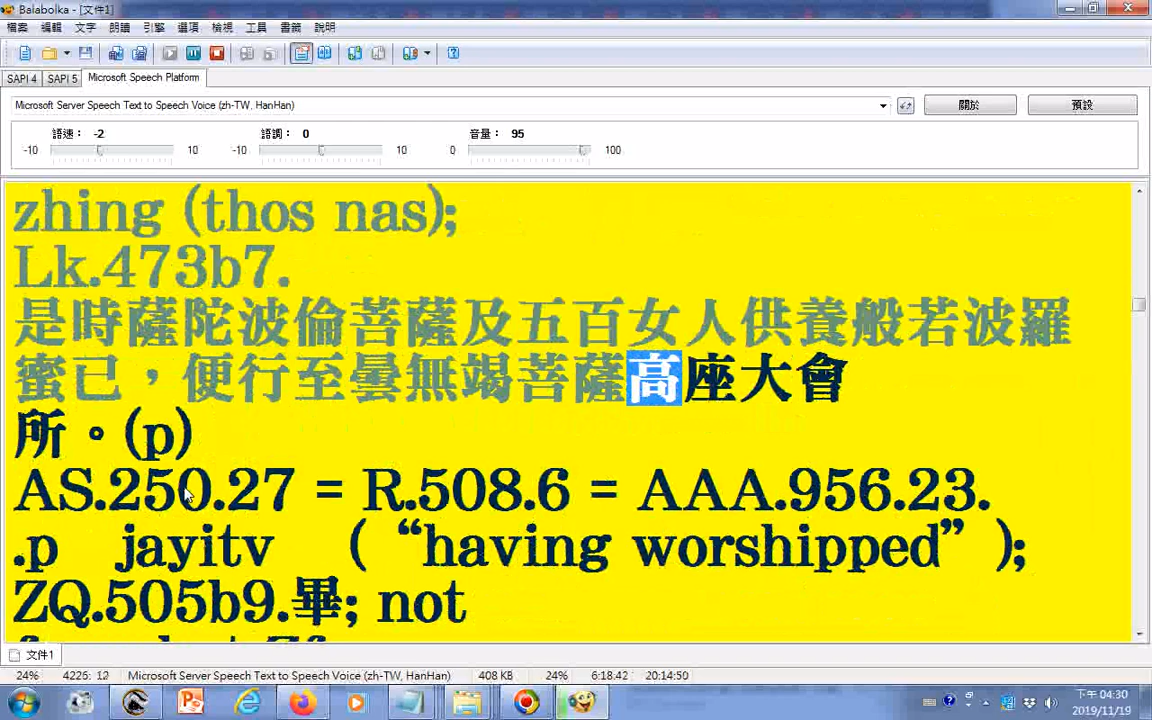 Balabolka - [文件1]
檔案 編輯 文字 朗讀 引擎 選項 檢視 工具 書籤 說明
SAPI 4 SAPI 5 Microsoft Speech Platform
Microsoft Server Speech Text to Speech Voice (zh-TW, HanHan) 關於 預設
語速： -2 語調： 0 音量： 95
-10 10 -10 10 0 100
zhing (thos nas);
Lk.473b7.
是時薩陀波倫菩薩及五百女人供養般若波羅
蜜已，便行至曇無竭菩薩高座大會
所。(p)
AS.250.27 = R.508.6 = AAA.956.23.
.p jayitv (“having worshipped”);
ZQ.505b9.畢; not
文件1
24% 4226: 12 Microsoft Server Speech Text to Speech Voice (zh-TW, HanHan) 408 KB 24% 6:18:42 20:14:50
下午 04:30
2019/11/19